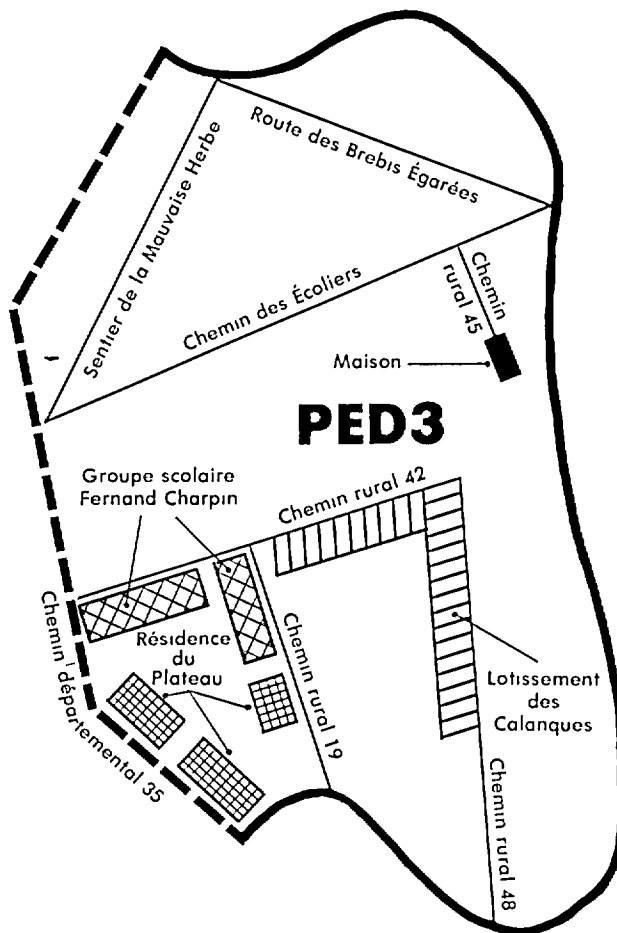 Route des Brebis Égarées
Sentier de la Mauvaise Herbe
Chemin des Écoliers
Chemin
rural 45
Maison
PED3
Groupe scolaire
Fernand Charpin
Chemin rural 42
Chemin départemental 35
Résidence
du
Plateau
Chemin rural 19
Lotissement
des
Calanques
Chemin rural 48